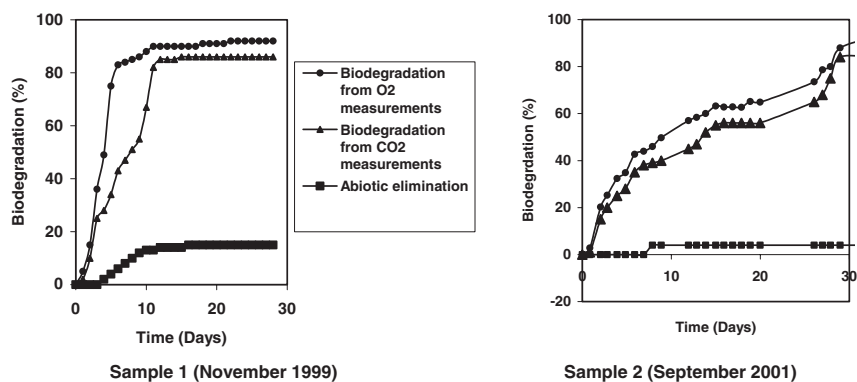 100
80
60
40
20
0
Biodegradation (%)
0 10 20 30
Time (Days)
Sample 1 (November 1999)
Biodegradation
from O2
measurements
Biodegradation
from CO2
measurements
Abiotic elimination
100
80
60
40
20
0
-20
Biodegrdation (%)
10 20 30
0
Time (Days)
Sample 2 (September 2001)